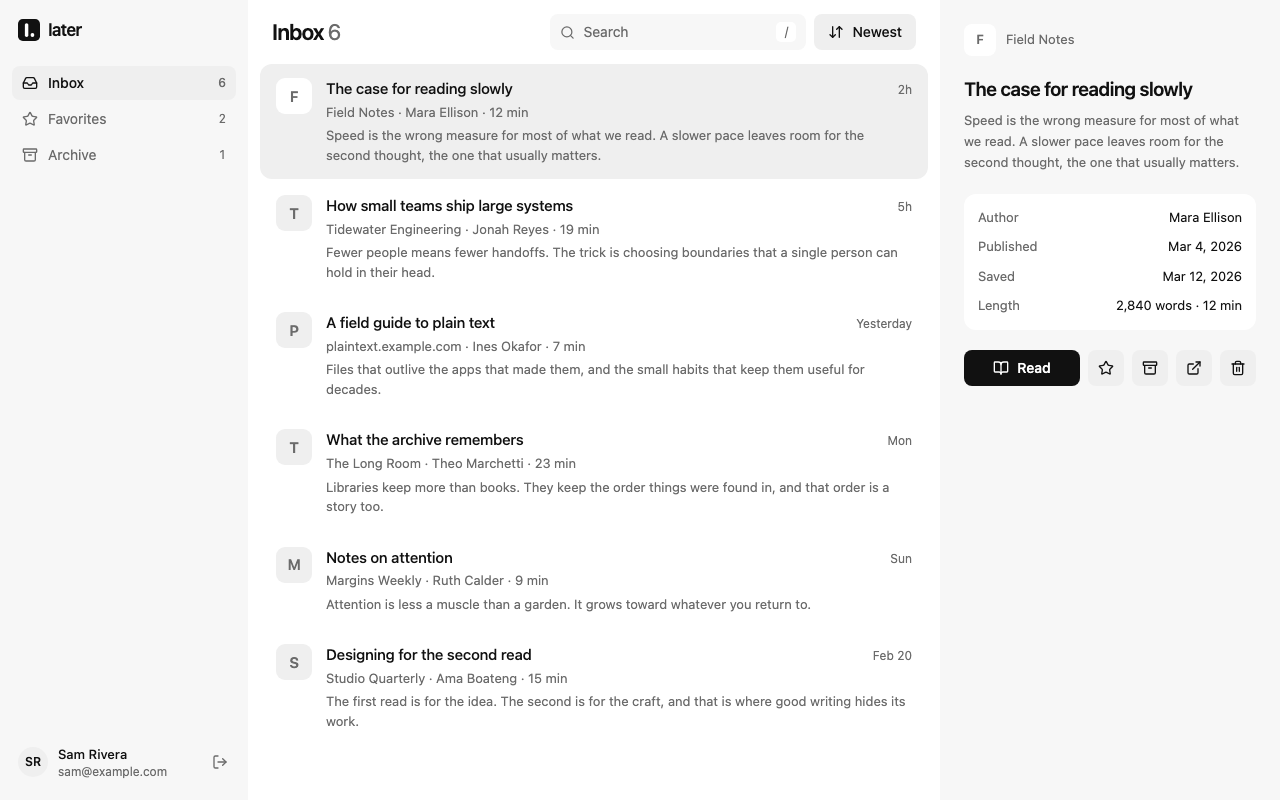 l. later
Inbox 6
Favorites 2
Archive 1
SR
Sam Rivera
sam@example.com
Inbox 6
Search /
Newest
F
The case for reading slowly 2h
Field Notes · Mara Ellison · 12 min
Speed is the wrong measure for most of what we read. A slower pace leaves room for the
second thought, the one that usually matters.
T
How small teams ship large systems 5h
Tidewater Engineering · Jonah Reyes · 19 min
Fewer people means fewer handoffs. The trick is choosing boundaries that a single person can
hold in their head.
P
A field guide to plain text Yesterday
plaintext.example.com · Ines Okafor · 7 min
Files that outlive the apps that made them, and the small habits that keep them useful for
decades.
T
What the archive remembers Mon
The Long Room · Theo Marchetti · 23 min
Libraries keep more than books. They keep the order things were found in, and that order is a
story too.
M
Notes on attention Sun
Margins Weekly · Ruth Calder · 9 min
Attention is less a muscle than a garden. It grows toward whatever you return to.
S
Designing for the second read Feb 20
Studio Quarterly · Ama Boateng · 15 min
The first read is for the idea. The second is for the craft, and that is where good writing hides its
work.
F Field Notes
The case for reading slowly
Speed is the wrong measure for most of what
we read. A slower pace leaves room for the
second thought, the one that usually matters.
Author Mara Ellison
Published Mar 4, 2026
Saved Mar 12, 2026
Length 2,840 words · 12 min
Read